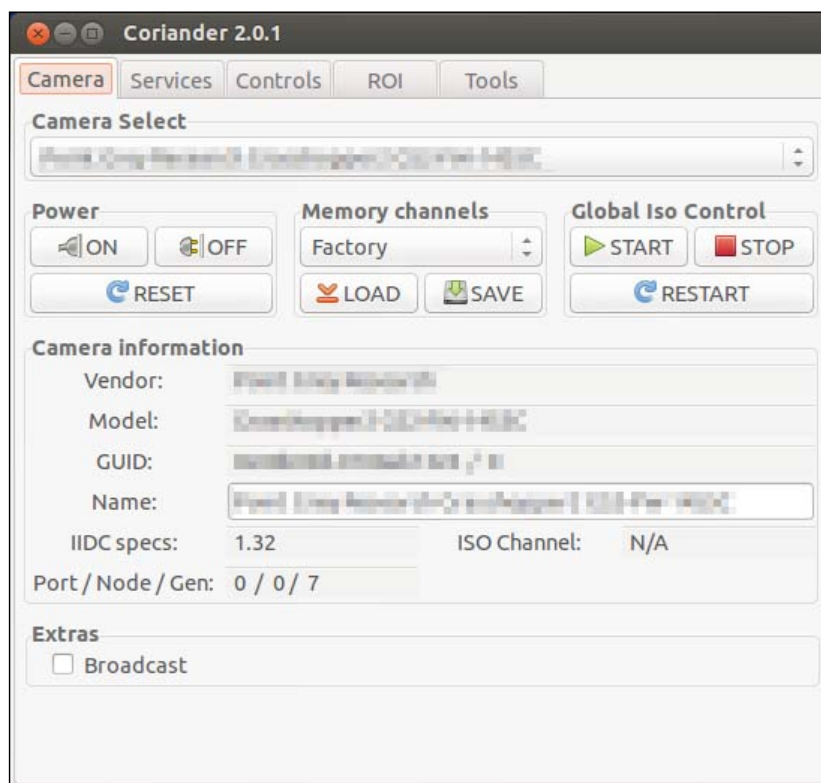 Coriander 2.0.1
Camera Services Controls ROI Tools
Camera Select
Power
ON OFF
RESET
Memory channels
Factory
LOAD SAVE
Global Iso Control
START STOP
RESTART
Camera information
Vendor:
Model:
GUID:
Name:
IIDC specs: 1.32 ISO Channel: N/A
Port / Node / Gen: 0 / 0 / 7
Extras
Broadcast